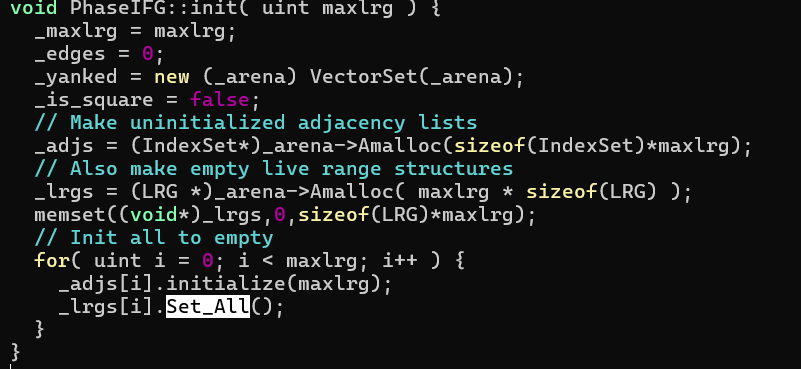 void PhaseIFG::init( uint maxlrg ) {
  _maxlrg = maxlrg;
  _edges = 0;
  _yanked = new (_arena) VectorSet(_arena);
  _is_square = false;
  // Make uninitialized adjacency lists
  _adjs = (IndexSet*)_arena->Amalloc(sizeof(IndexSet)*maxlrg);
  // Also make empty live range structures
  _lrgs = (LRG *)_arena->Amalloc( maxlrg * sizeof(LRG) );
  memset((void*)_lrgs,0,sizeof(LRG)*maxlrg);
  // Init all to empty
  for( uint i = 0; i < maxlrg; i++ ) {
    _adjs[i].initialize(maxlrg);
    _lrgs[i].Set_All();
  }
}